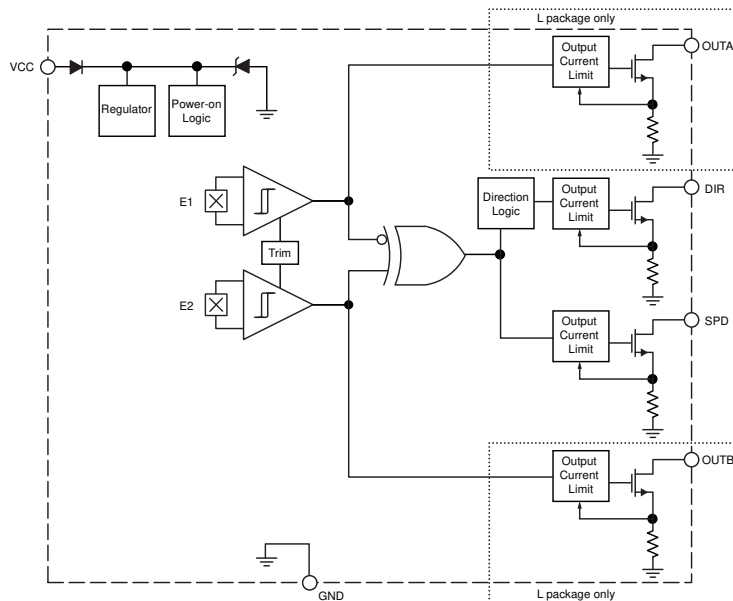 L package only
VCC
Regulator
Power-on
Logic
Output
Current
Limit
OUTA
E1
Trim
E2
Direction
Logic
Output
Current
Limit
DIR
Output
Current
Limit
SPD
Output
Current
Limit
OUTB
GND
L package only